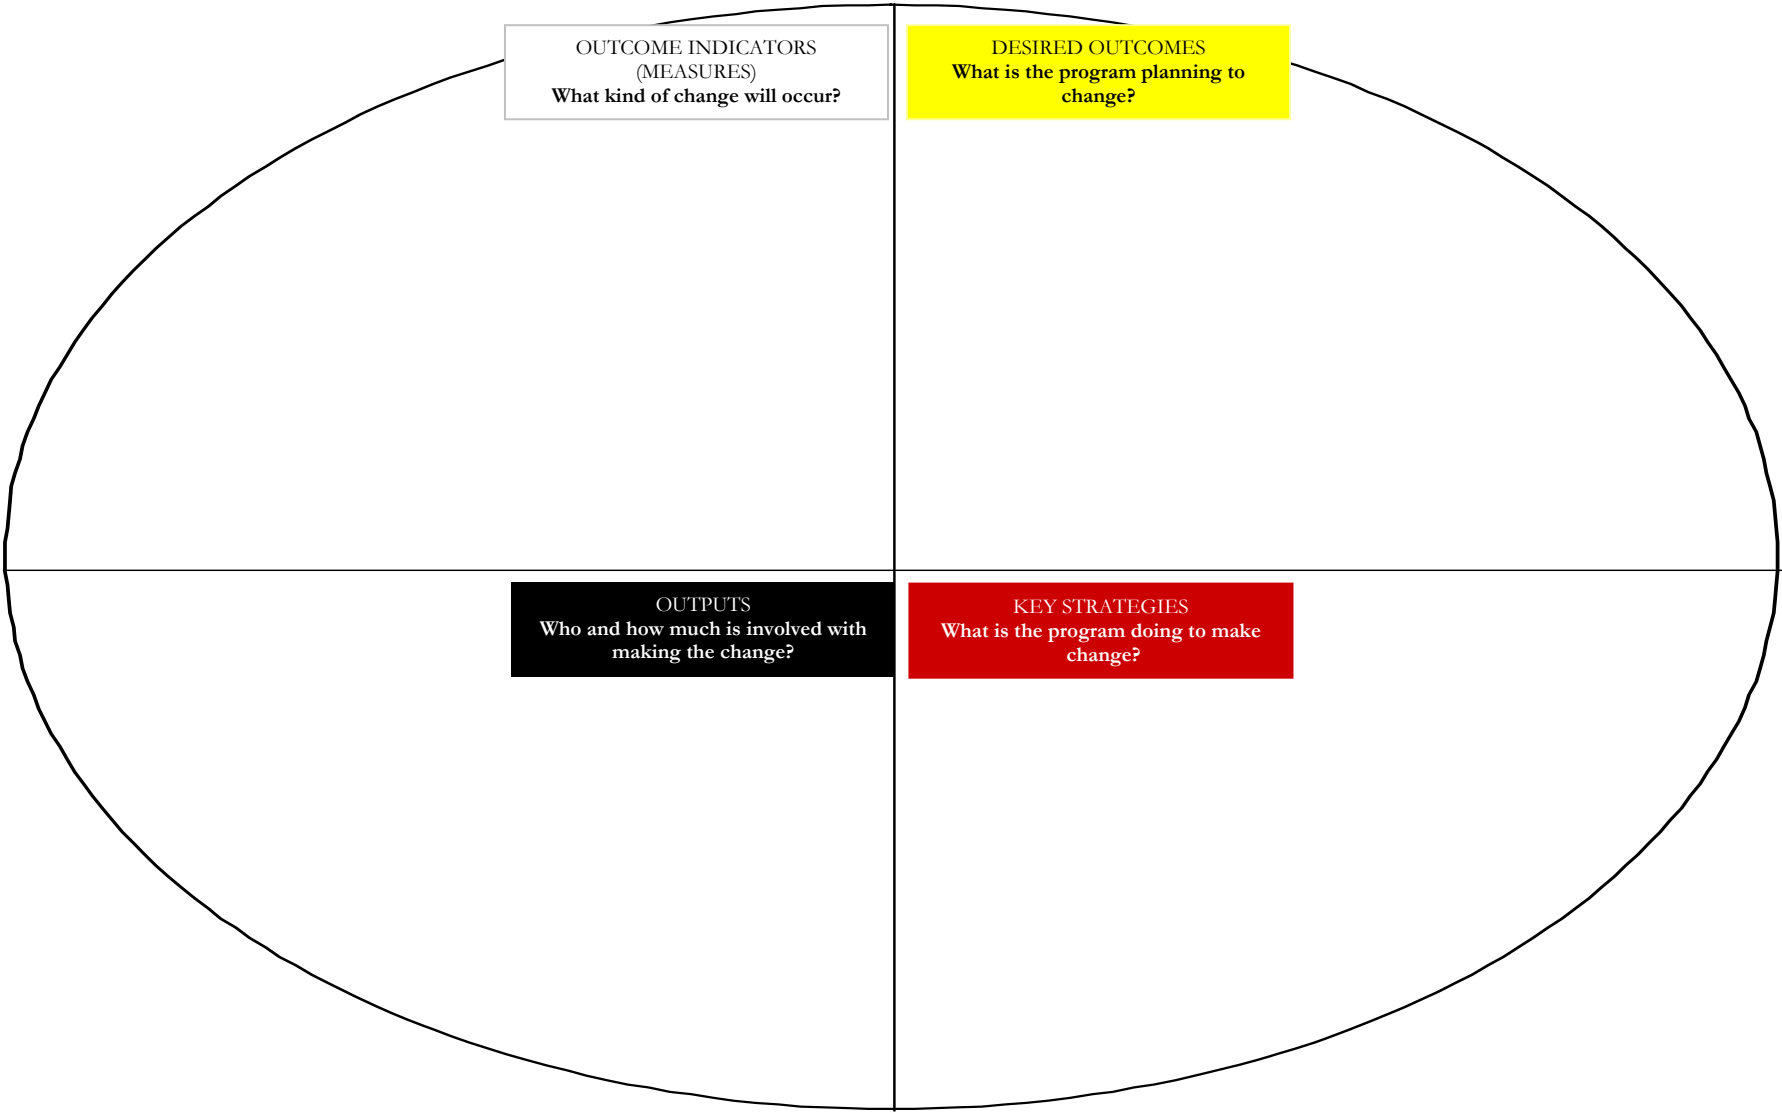 OUTCOME INDICATORS
(MEASURES)
What kind of change will occur?
DESIRED OUTCOMES
What is the program planning to
change?
OUTPUTS
Who and how much is involved with
making the change?
KEY STRATEGIES
What is the program doing to make
change?